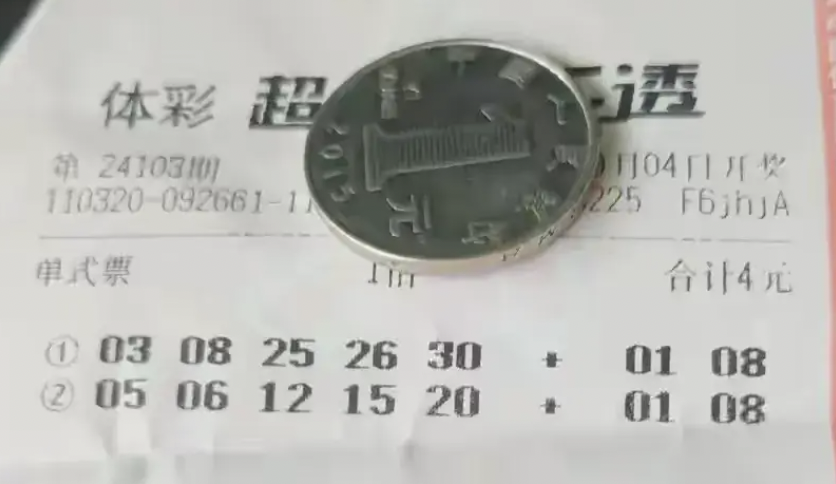 体彩 超 透
第 24103期 月04日开奖
110320-092661-11 225 F6jhjA
单式票 1 合计4元
① 03 08 25 26 30 + 01 08
② 05 06 12 15 20 + 01 08
2015
1
元